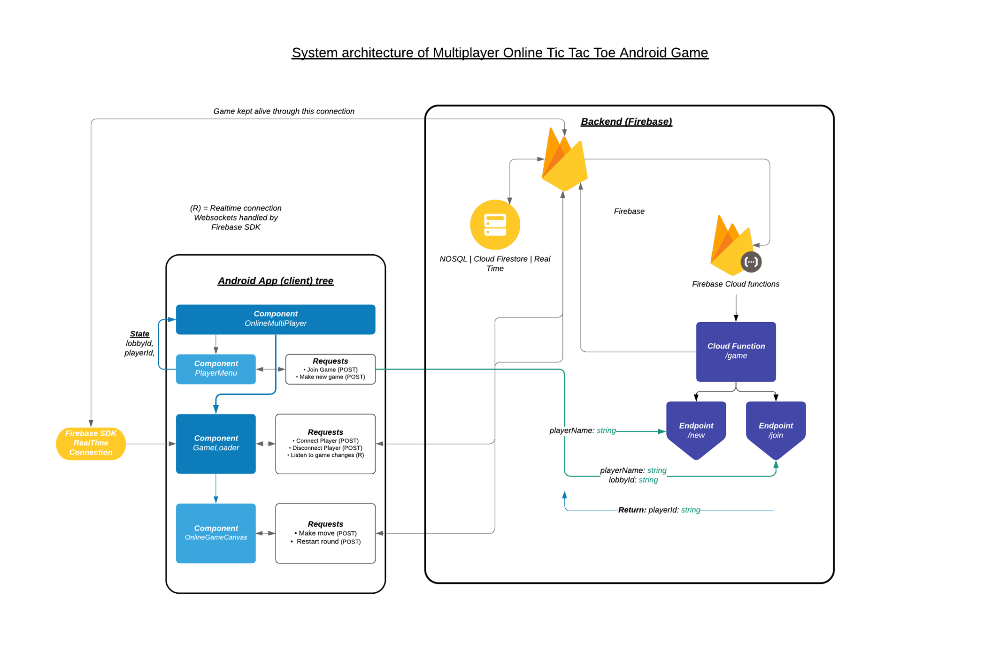 System architecture of Multiplayer Online Tic Tac Toe Android Game
Game kept alive through this connection
Backend (Firebase)
(R) = Realtime connection
Websockets handled by
Firebase SDK
Firebase
NOSQL | Cloud Firestore | Real
Time
Firebase Cloud functions
Android App (client) tree
Component
OnlineMultiPlayer
State
lobbyId,
playerId,
Component
PlayerMenu
Requests
• Join Game (POST)
• Make new game (POST)
Cloud Function
/game
Firebase SDK
RealTime
Connection
Component
GameLoader
Requests
• Connect Player (POST)
• Disconnect Player (POST)
• Listen to game changes (R)
playerName: string
Endpoint
/new
Endpoint
/join
playerName: string
lobbyId: string
Return: playerId: string
Component
OnlineGameCanvas
Requests
• Make move (POST)
• Restart round (POST)